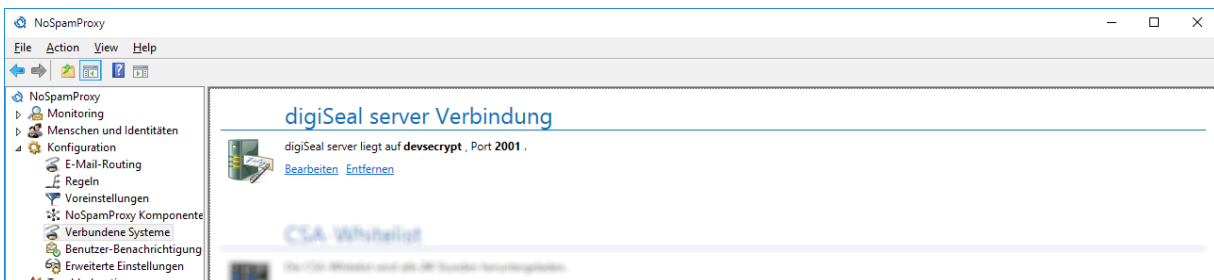 NoSpamProxy
File Action View Help
NoSpamProxy
Monitoring
Menschen und Identitäten
Konfiguration
E-Mail-Routing
Regeln
Voreinstellungen
NoSpamProxy Komponente
Verbundene Systeme
Benutzer-Benachrichtigung
Erweiterte Einstellungen
digiSeal server Verbindung
digiSeal server liegt auf devsecrypt , Port 2001 .
Bearbeiten Entfernen
CSA Whitelist